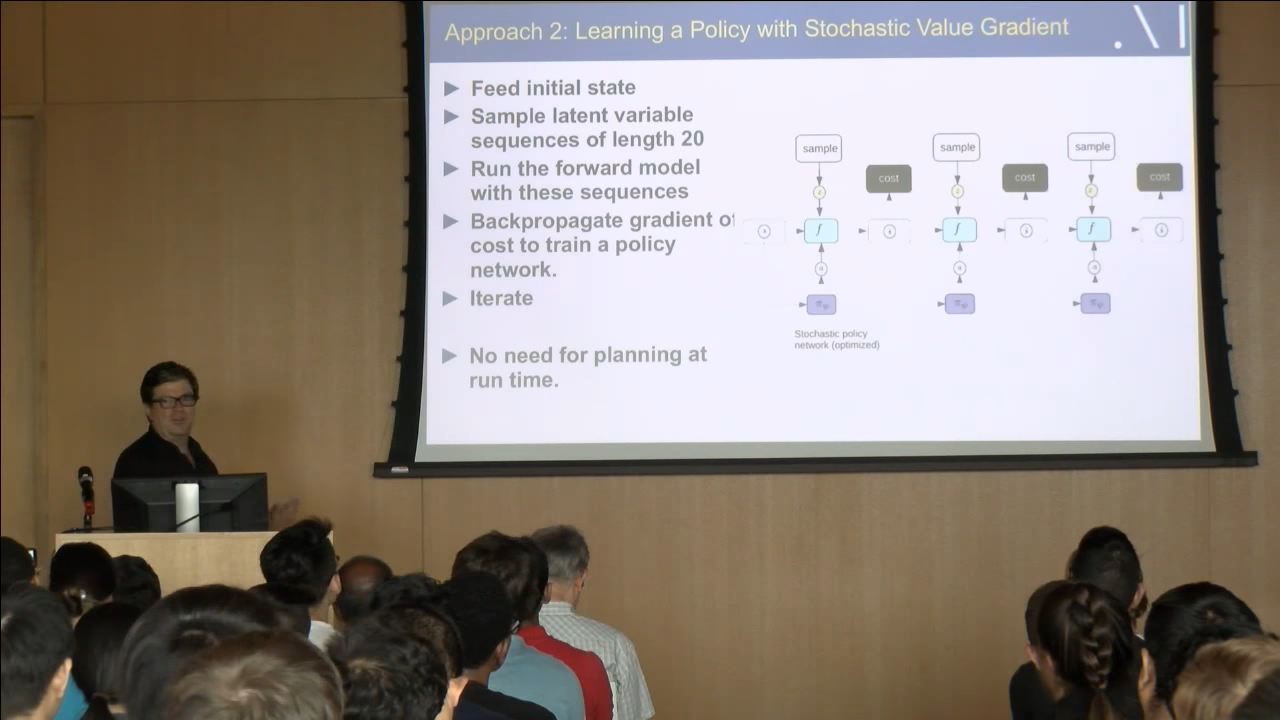 Approach 2: Learning a Policy with Stochastic Value Gradient
Feed initial state
Sample latent variable
sequences of length 20
Run the forward model
with these sequences
Backpropagate gradient of
cost to train a policy
network.
Iterate
No need for planning at
run time.
sample
sample
sample
cost
cost
cost
f
f
f
Stochastic policy
network (optimized)